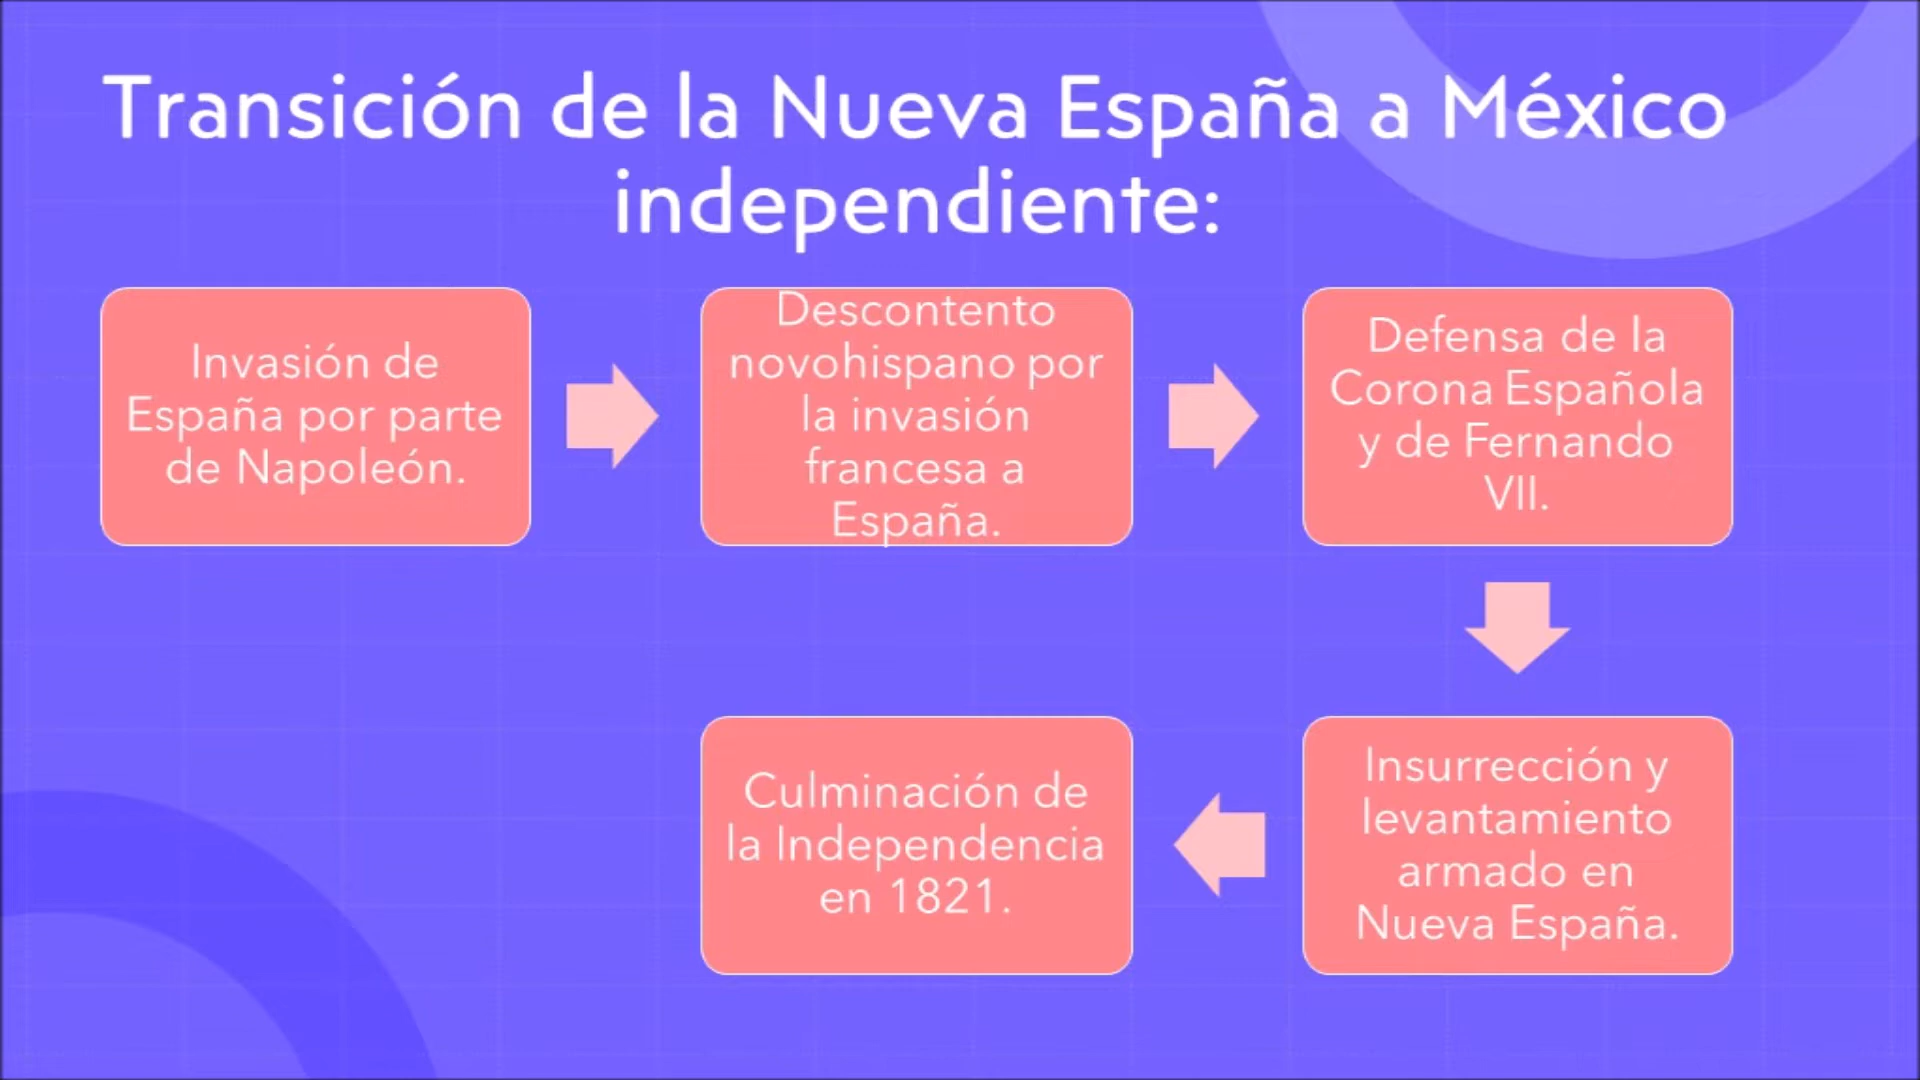 Transición de la Nueva España a México
independiente:
Invasión de
España por parte
de Napoleón.
Descontento
novohispano por
la invasión
francesa a
España.
Defensa de la
Corona Española
y de Fernando
VII.
Insurrección y
levantamiento
armado en
Nueva España.
Culminación de
la Independencia
en 1821.